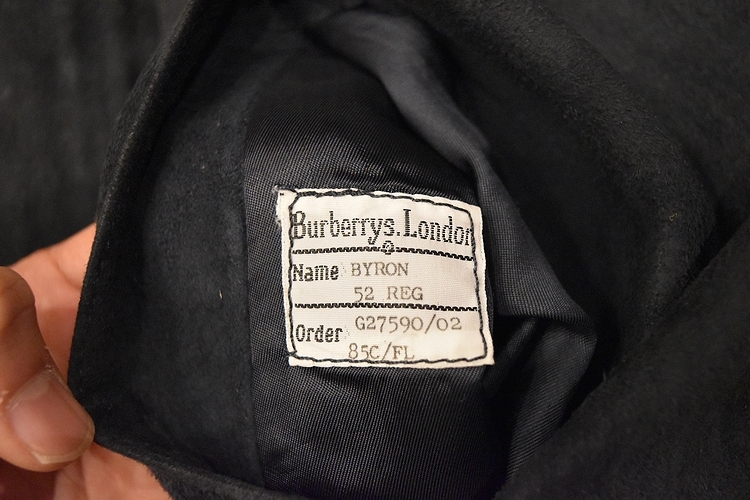 Burberrys.London
Name BYRON
52 REG
Order G27590/02
85C/FL